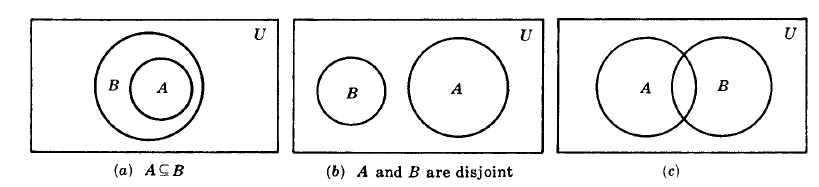 U U U
B A B A A B
(a) A ⊆ B (b) A and B are disjoint (c)